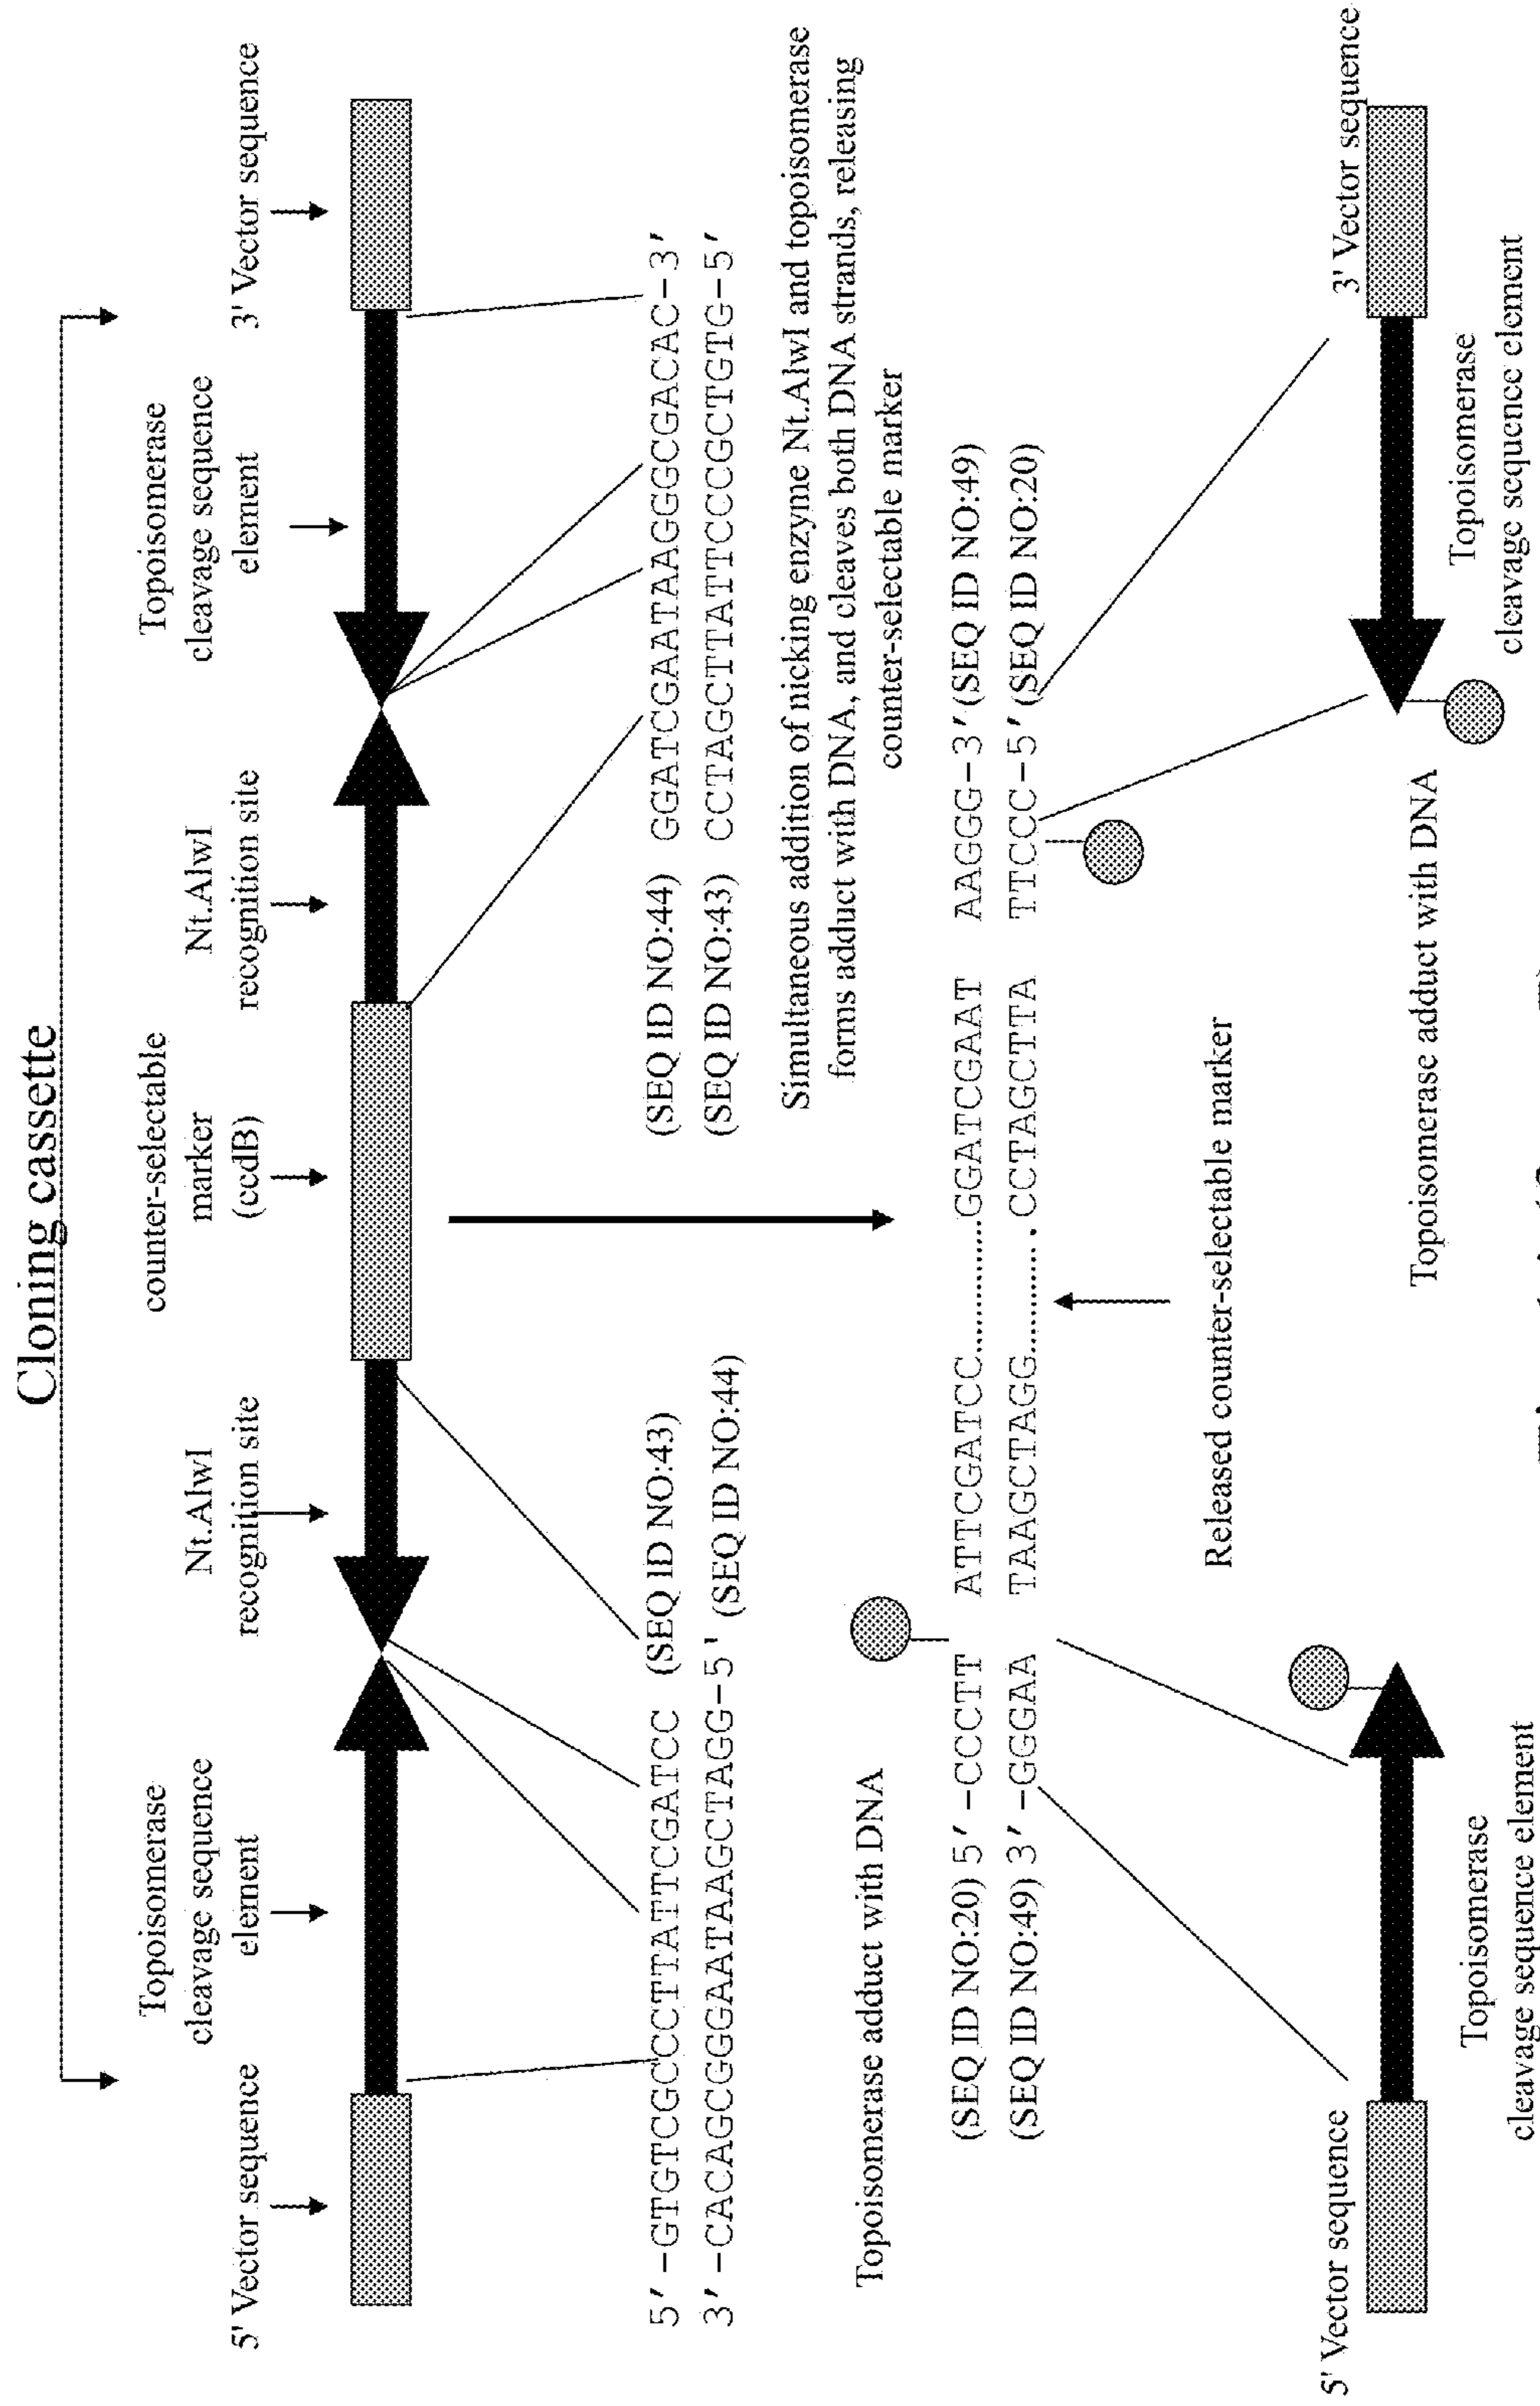 Cloning cassette
5' Vector sequence
Topoisomerase
cleavage sequence
element
Nt.AlwI
recognition site
counter-selectable
marker
(ccdB)
Nt.AlwI
recognition site
Topoisomerase
cleavage sequence
element
3' Vector sequence
5'-GTGTCGCCCTTATTCGATCC (SEQ ID NO:43)
3'-CACAGCGGGAATAAGCTAGG-5' (SEQ ID NO:44)
(SEQ ID NO:44) GGATCGAATAAGGGCGACAC-3'
(SEQ ID NO:43) CCTAGCTTATTCCCGCTGTG-5'
Simultaneous addition of nicking enzyme Nt.AlwI and topoisomerase
forms adduct with DNA, and cleaves both DNA strands, releasing
counter-selectable marker
Topoisomerase adduct with DNA
(SEQ ID NO:20) 5'-CCCTT ATTCGATCC............GGATCGAAT AAGGG-3' (SEQ ID NO:49)
(SEQ ID NO:49) 3'-GGGAA TAAGCTAGG...........CCTAGCTTA TTCCC-5' (SEQ ID NO:20)
Released counter-selectable marker
5' Vector sequence
Topoisomerase
cleavage sequence element
Topoisomerase adduct with DNA
3' Vector sequence
Topoisomerase
cleavage sequence element